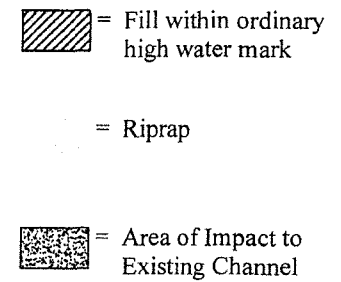 = Fill within ordinary
high water mark
= Riprap
= Area of Impact to
Existing Channel